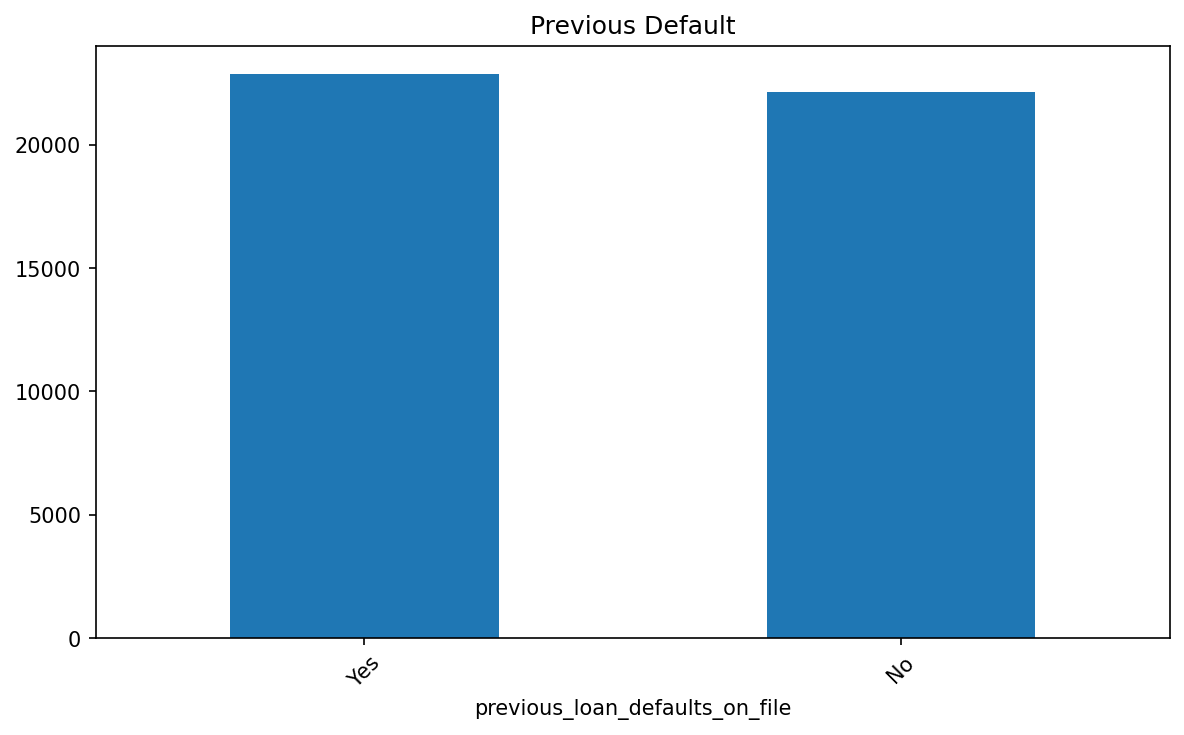 Previous Default
20000
15000
10000
5000
0
Yes
No
previous_loan_defaults_on_file